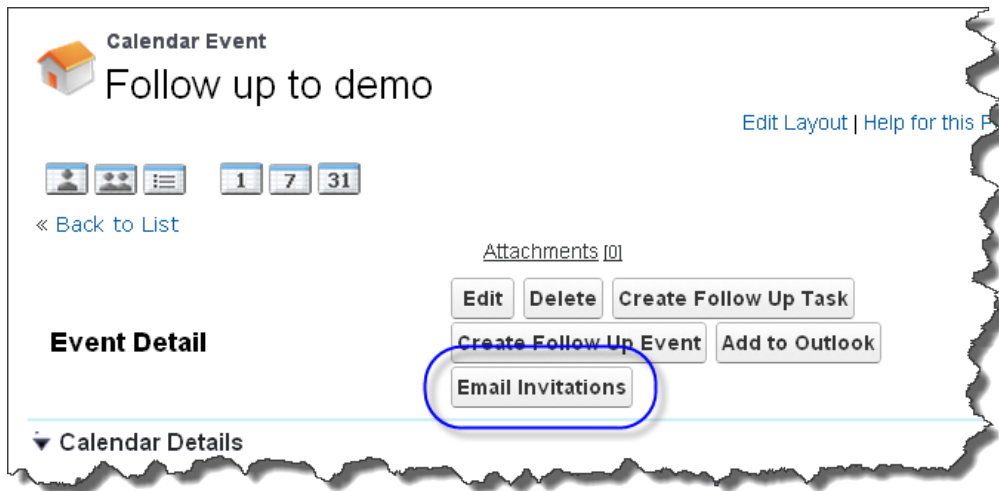 Calendar Event
Follow up to demo
Edit Layout | Help for this
1 7 31
« Back to List
Attachments [0]
Edit Delete Create Follow Up Task
Event Detail
Create Follow Up Event Add to Outlook
Email Invitations
Calendar Details